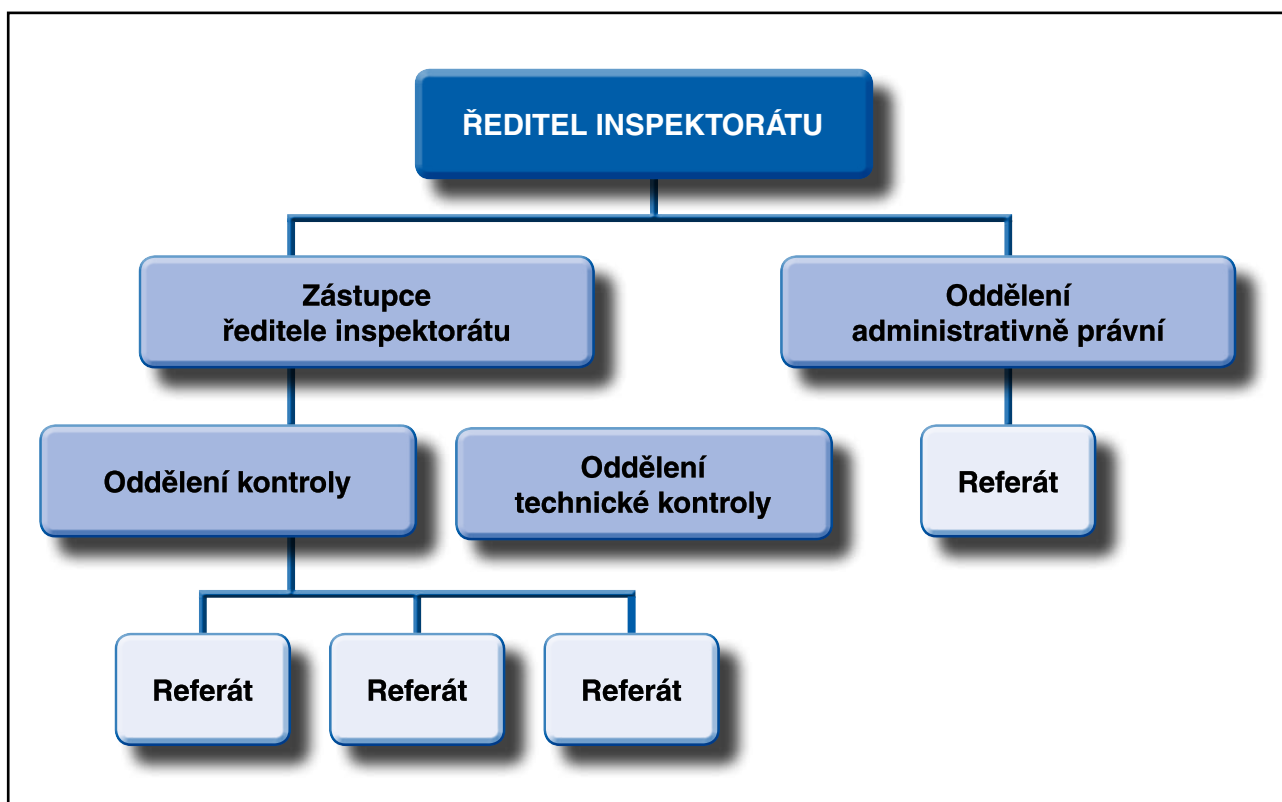 ŘEDITEL INSPEKTORÁTU
Zástupce
ředitele inspektorátu
Oddělení
administrativně právní
Oddělení kontroly
Oddělení
technické kontroly
Referát
Referát
Referát
Referát